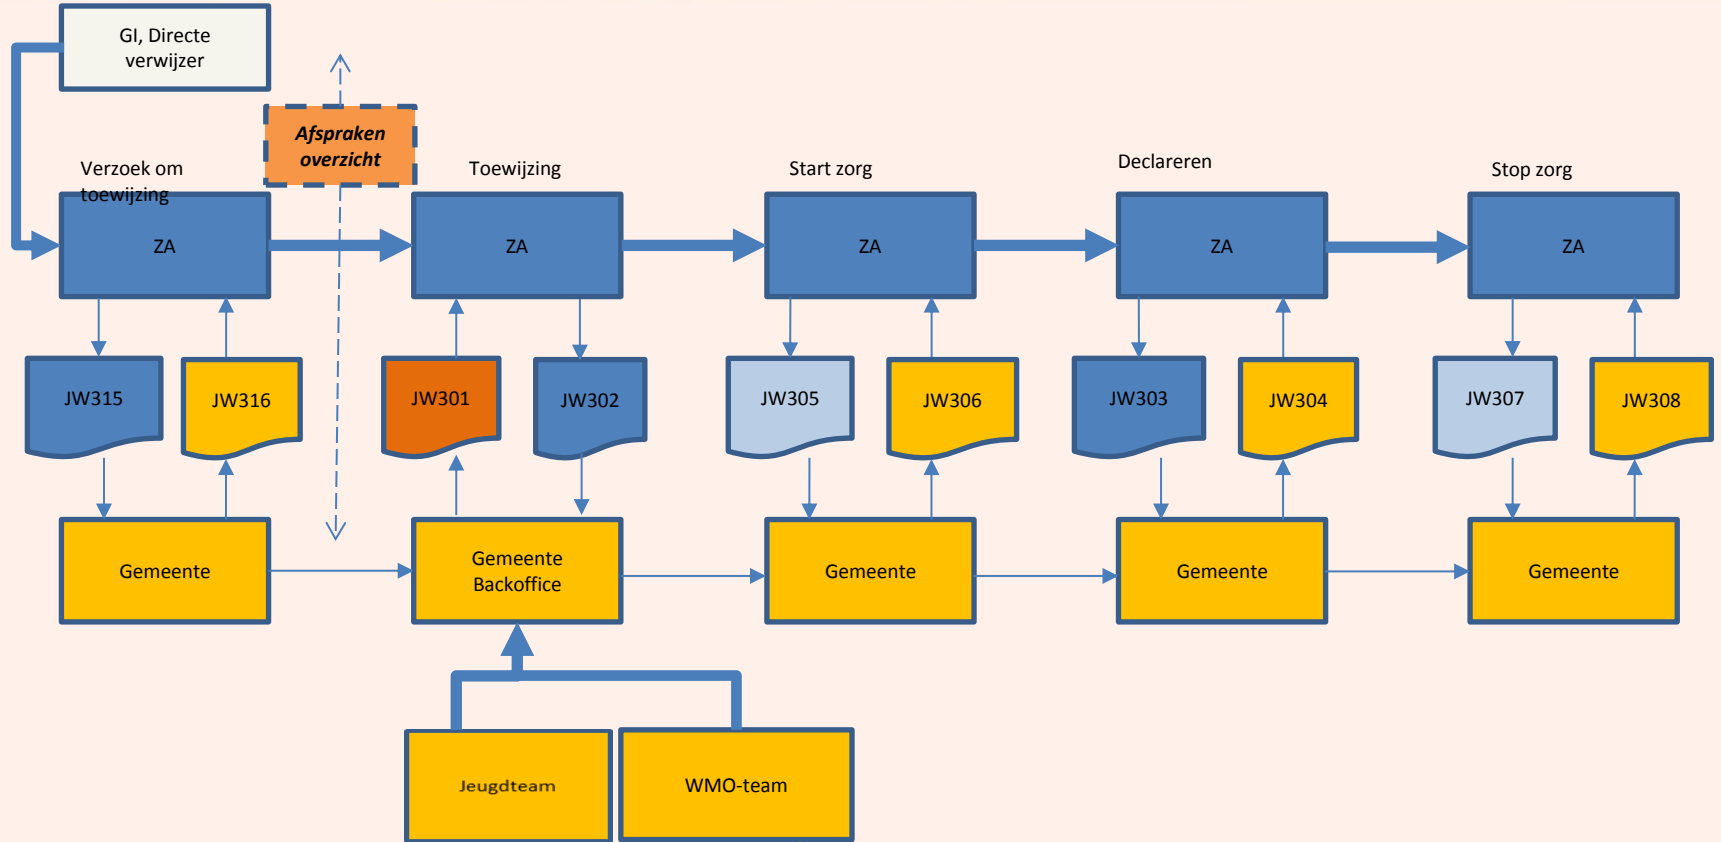 GI, Directe
verwijzer
Afspraken
overzicht
Verzoek om
toewijzing
Toewijzing
Start zorg
Declareren
Stop zorg
ZA
ZA
ZA
ZA
ZA
JW315
JW316
JW301
JW302
JW305
JW306
JW303
JW304
JW307
JW308
Gemeente
Gemeente
Backoffice
Gemeente
Gemeente
Gemeente
Jeugdteam
WMO-team